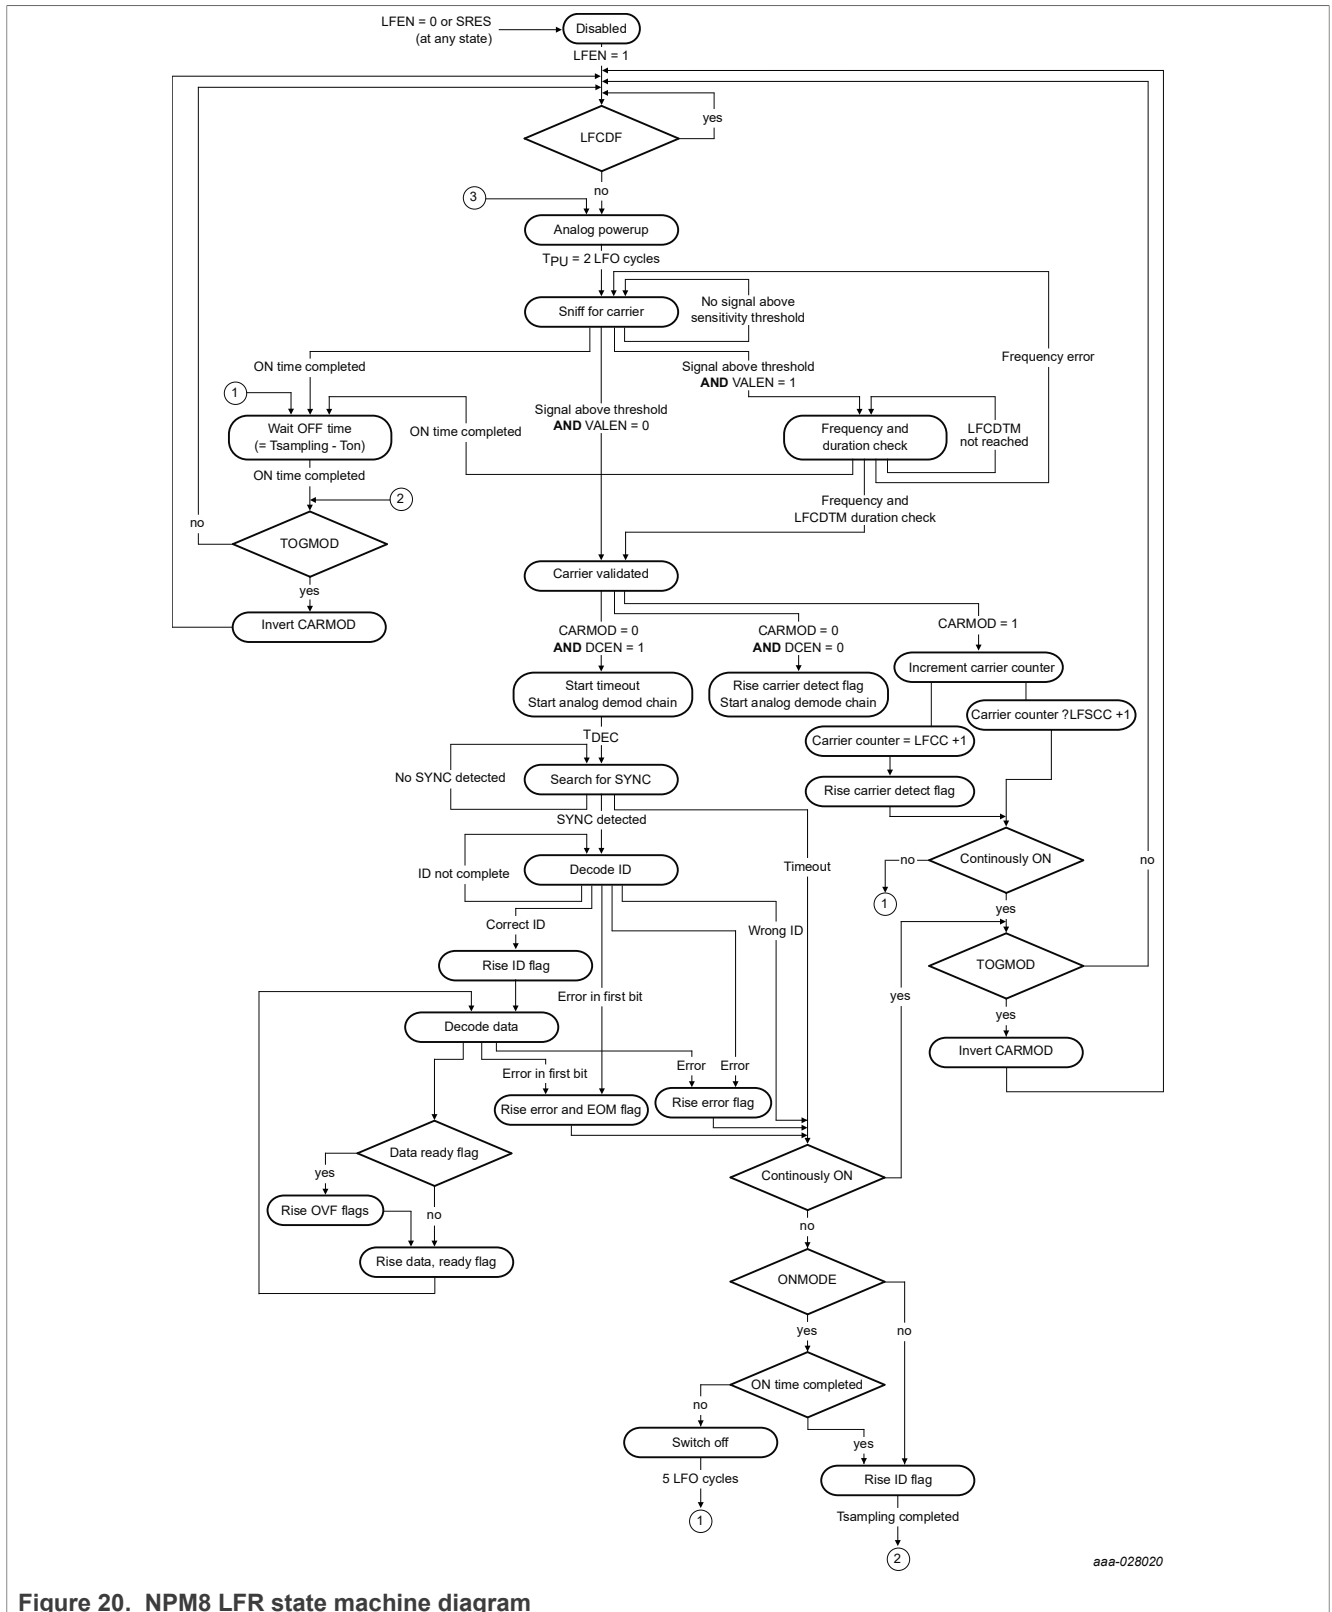 LFEN = 0 or SRES
(at any state)
Disabled
LFEN = 1
yes
LFCDF
no
3
Analog powerup
TPU = 2 LFO cycles
Sniff for carrier
No signal above
sensitivity threshold
Frequency error
ON time completed
Signal above threshold
AND VALEN = 1
1
Signal above threshold
AND VALEN = 0
Wait OFF time
(= Tsampling - Ton)
ON time completed
Frequency and
duration check
LFCDTM
not reached
ON time completed
2
Frequency and
LFCDTM duration check
no
TOGMOD
yes
Invert CARMOD
Carrier validated
CARMOD = 0
AND DCEN = 1
CARMOD = 0
AND DCEN = 0
CARMOD = 1
Increment carrier counter
Start timeout
Start analog demod chain
Rise carrier detect flag
Start analog demode chain
Carrier counter ?LFSCC +1
Carrier counter = LFCC +1
TDEC
No SYNC detected
Search for SYNC
Rise carrier detect flag
SYNC detected
ID not complete
Decode ID
Timeout
no
Continously ON
no
1
yes
Correct ID
Wrong ID
Rise ID flag
TOGMOD
Error in first bit
yes
yes
Decode data
Invert CARMOD
Error in first bit
Error
Error
Rise error and EOM flag
Rise error flag
Data ready flag
yes
Continously ON
Rise OVF flags
no
no
Rise data, ready flag
ONMODE
yes
no
ON time completed
no
Switch off
yes
5 LFO cycles
Rise ID flag
1
Tsampling completed
2
aaa-028020
Figure 20. NPM8 LFR state machine diagram